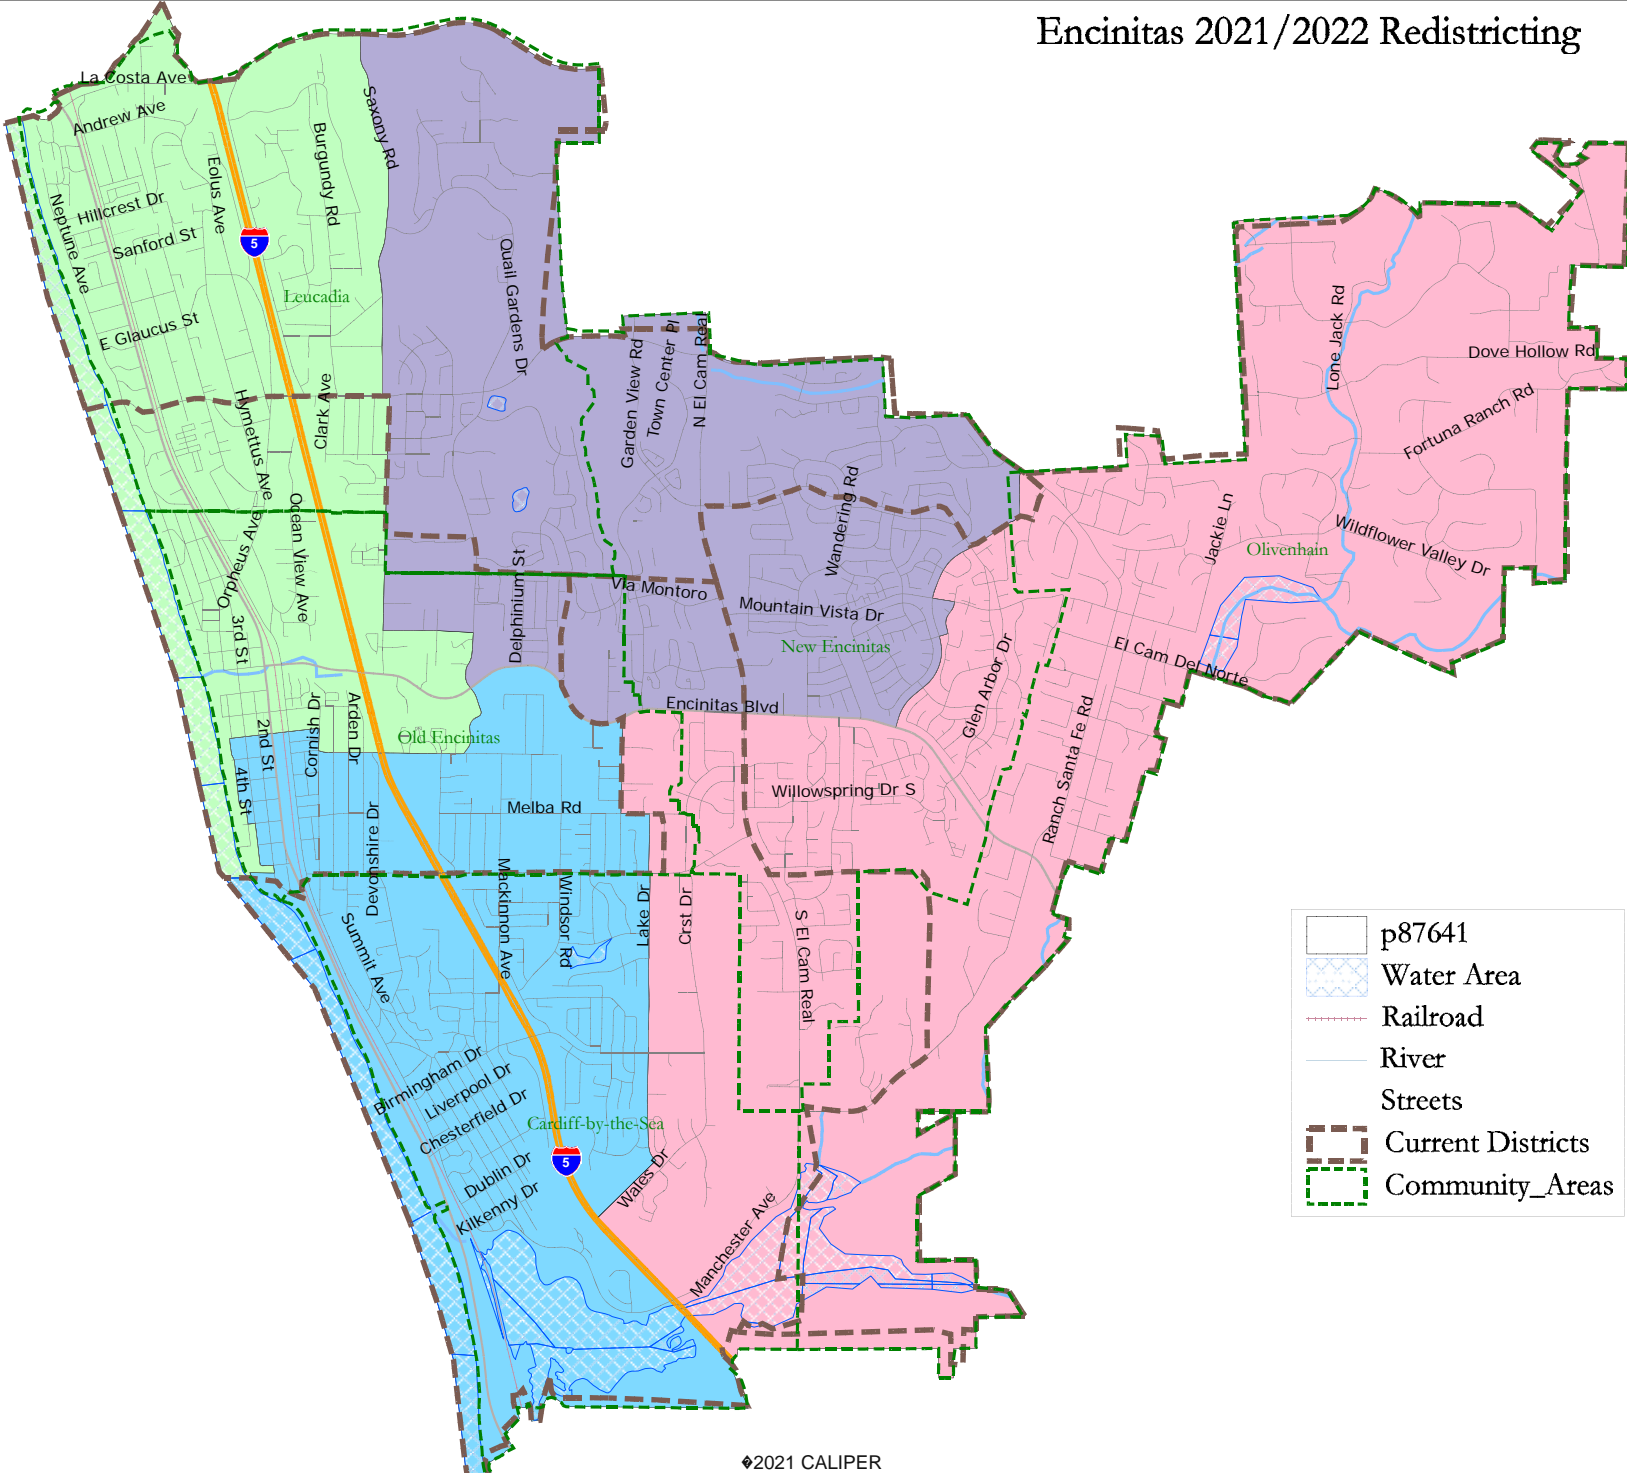 Encinitas 2021/2022 Redistricting
La Costa Ave
Andrew Ave
Saxony Rd
Burgundy Rd
Eolus Ave
Hillcrest Dr
Neptune Ave
Sanford St
5
Quail Gardens Dr
Leucadia
E Glaucus St
Garden View Rd
Town Center Pl
N El Cam Real
Lone Jack Rd
Dove Hollow Rd
Clark Ave
Hymettus Ave
Fortuna Ranch Rd
Wandering Rd
Jackie Ln
Ocean View Ave
Orpheus Ave
Wildflower Valley Dr
Olivenhain
Delphinium St
Via Montoro
Mountain Vista Dr
New Encinitas
3rd St
Glen Arbor Dr
El Cam Del Norte
Encinitas Blvd
Ranch Santa Fe Rd
2nd St
Cornish Dr
Arden Dr
Old Encinitas
4th St
Willowspring Dr S
Melba Rd
Devonshire Dr
Mackinnon Ave
Windsor Rd
Lake Dr
Crst Dr
S El Cam Real
Summit Ave
Birmingham Dr
Liverpool Dr
Chesterfield Dr
Cardiff-by-the-Sea
5
Dublin Dr
Wales Dr
Kilkenny Dr
Manchester Ave
p87641
Water Area
Railroad
River
Streets
Current Districts
Community_Areas
�2021 CALIPER